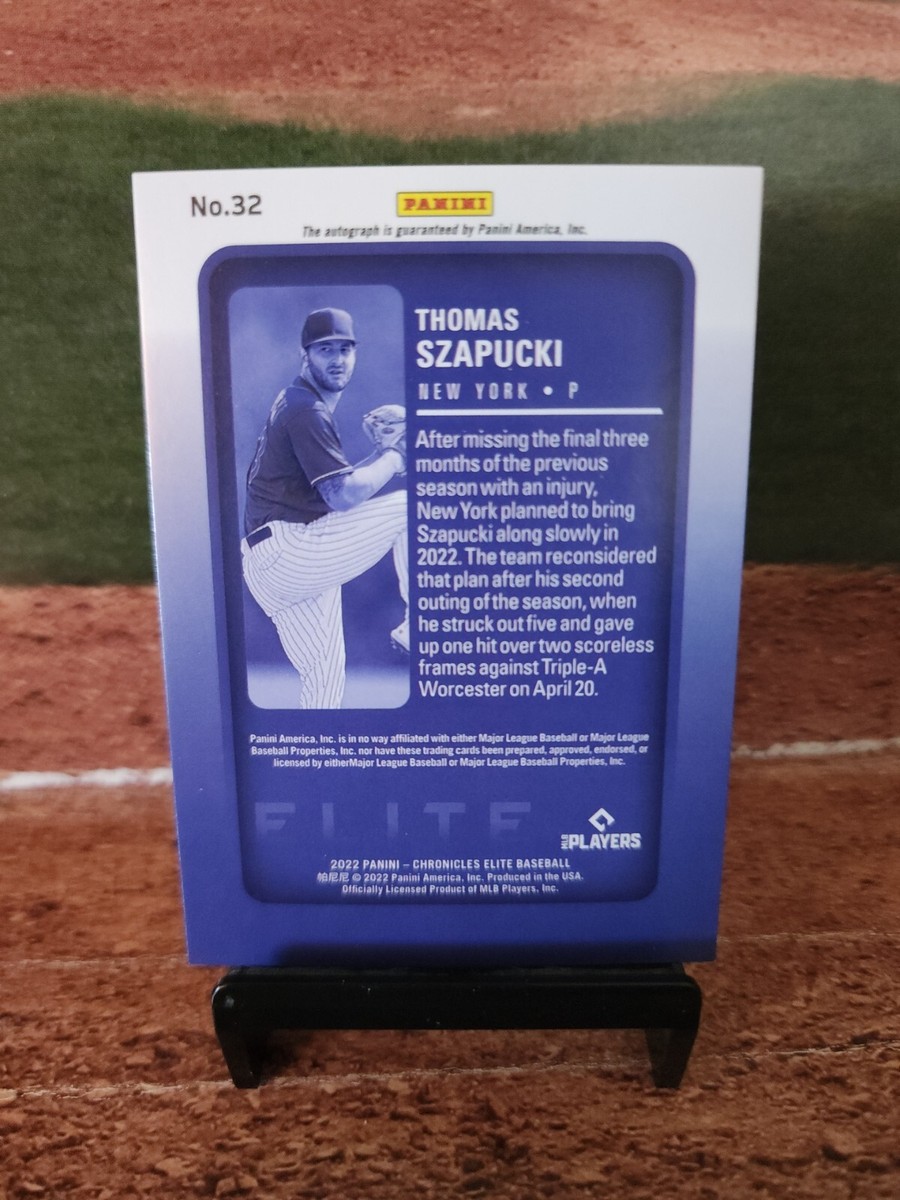 No.32
PANINI
The autograph is guaranteed by Panini America, Inc.
THOMAS
SZAPUCKI
NEW YORK • P
After missing the final three
months of the previous
season with an injury,
New York planned to bring
Szapucki along slowly in
2022. The team reconsidered
that plan after his second
outing of the season, when
he struck out five and gave
up one hit over two scoreless
frames against Triple-A
Worcester on April 20.
Panini America, Inc. is in no way affiliated with either Major League Baseball or Major League
Baseball Properties, Inc. nor have these trading cards been prepared, approved, endorsed, or
licensed by eitherMajor League Baseball or Major League Baseball Properties, Inc.
ELITE
MLB PLAYERS
2022 PANINI – CHRONICLES ELITE BASEBALL
帕尼尼 © 2022 Panini America, Inc. Produced in the USA.
Officially Licensed Product of MLB Players, Inc.